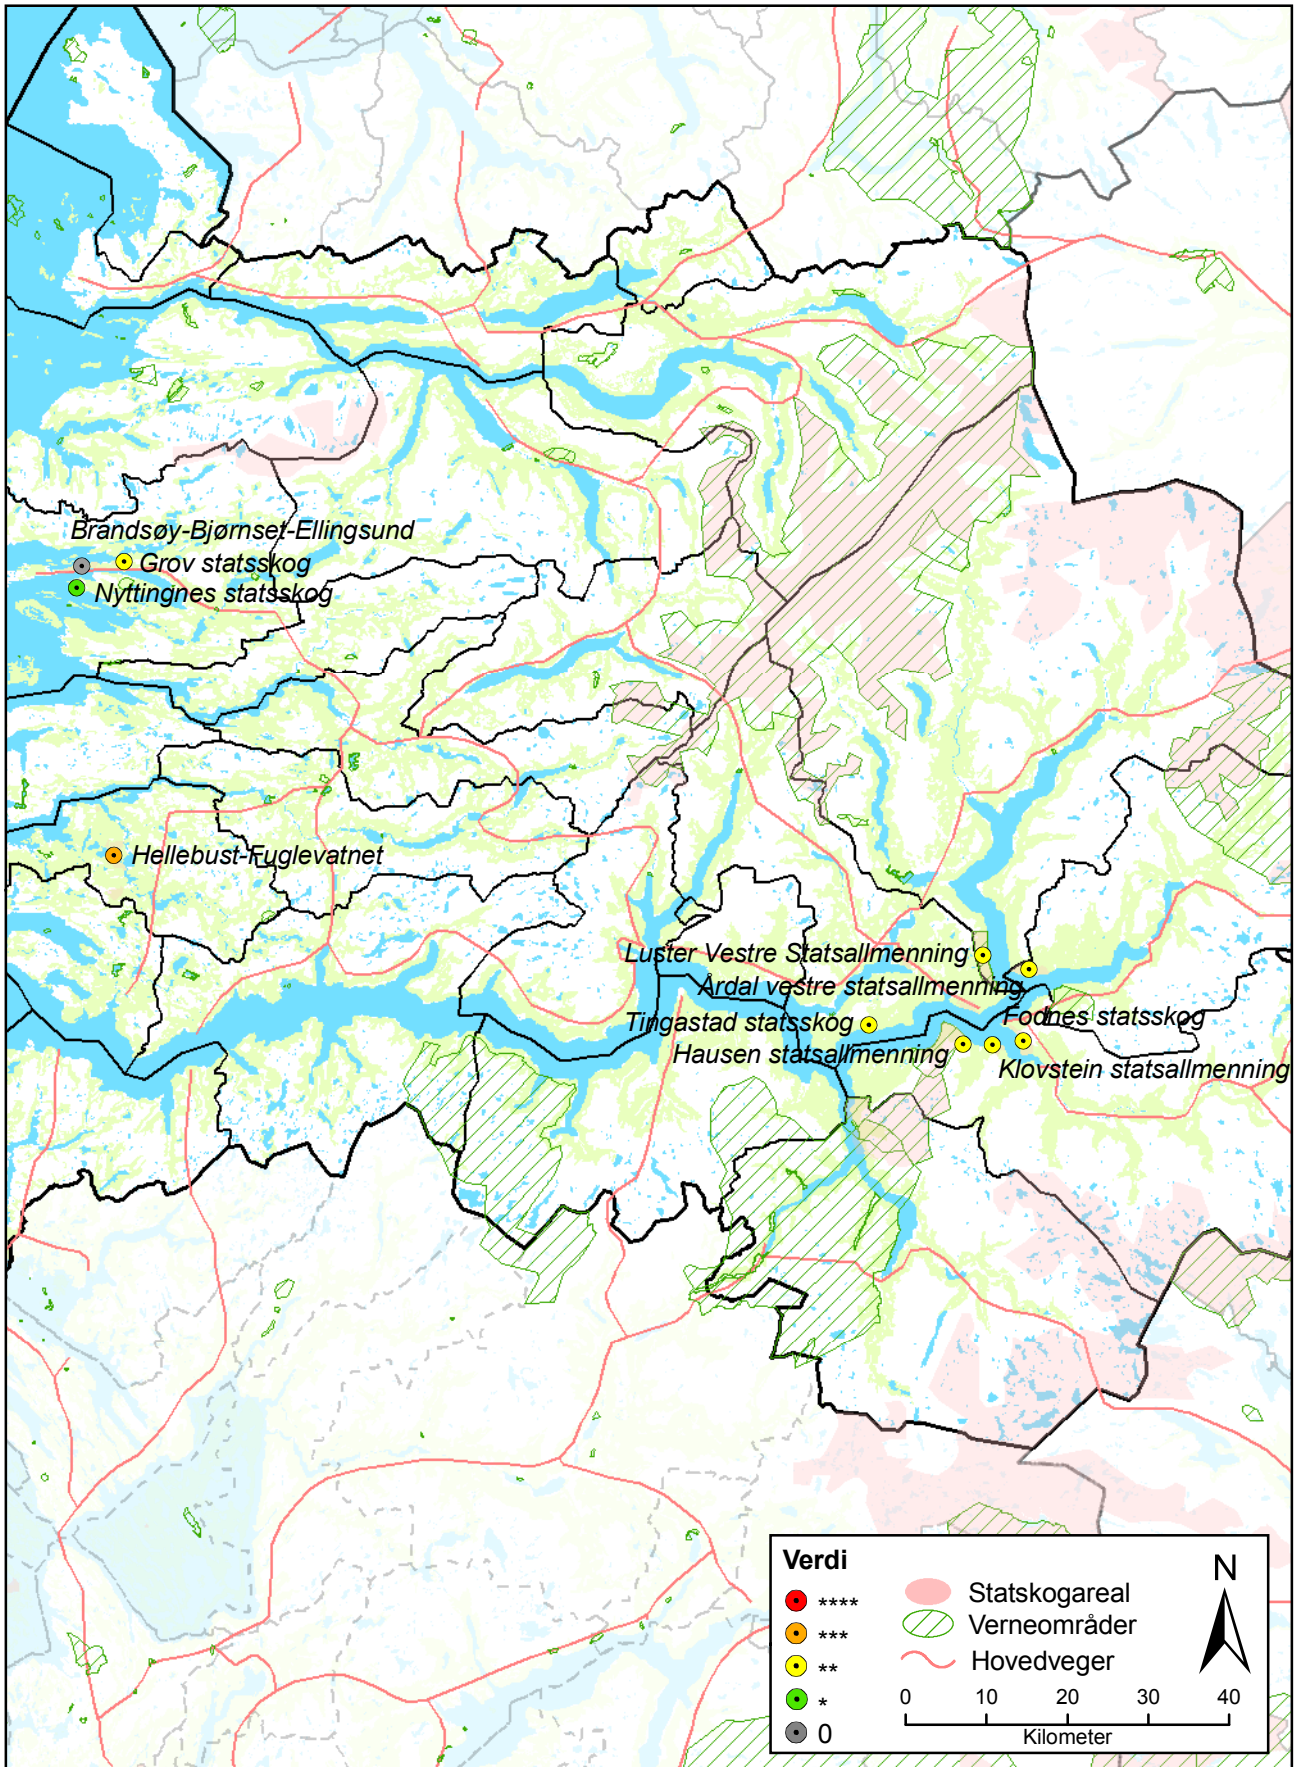 Brandsøy-Bjørnset-Ellingsund
Grov statsskog
Nyttingnes statsskog
Hellebust-Fuglevatnet
Luster Vestre Statsallmenning
Årdal vestre statsallmenning
Tingastad statsskog
Fodnes statsskog
Hausen statsallmenning
Klovstein statsallmenning
Verdi
****
***
**
*
0
Statskogareal
Verneområder
Hovedveger
N
0 10 20 30 40
Kilometer